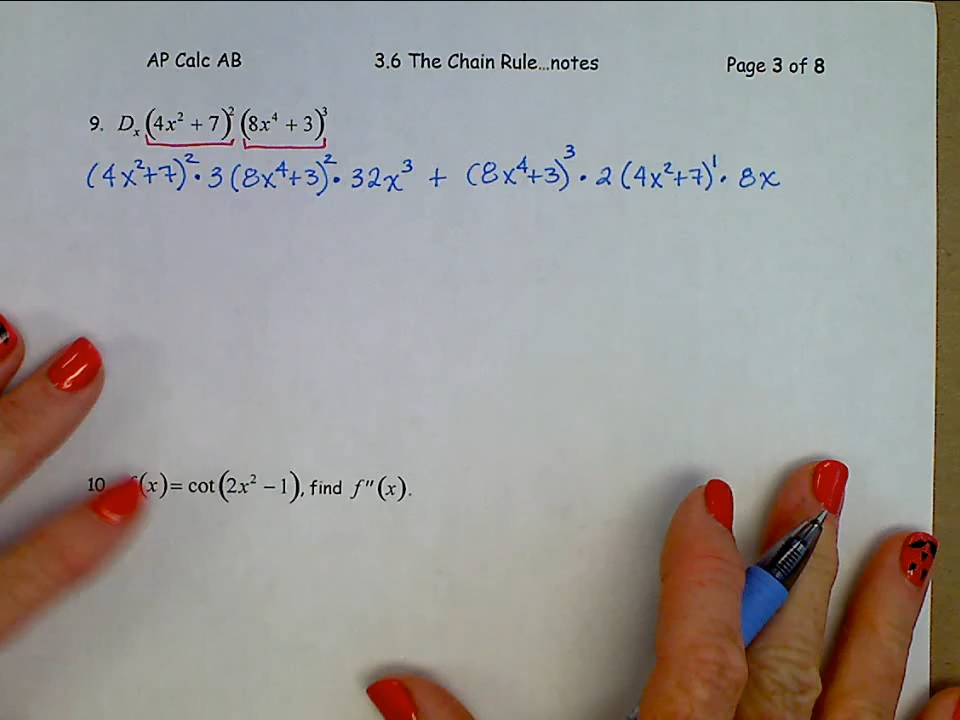 AP Calc AB 3.6 The Chain Rule...notes Page 3 of 8
9. Dₓ (4x² + 7)² (8x⁴ + 3)³
(4x²+7)² · 3 (8x⁴+3)² · 32x³ + (8x⁴+3)³ · 2 (4x²+7)¹ · 8x
10 (x) = cot (2x² − 1), find f″(x).